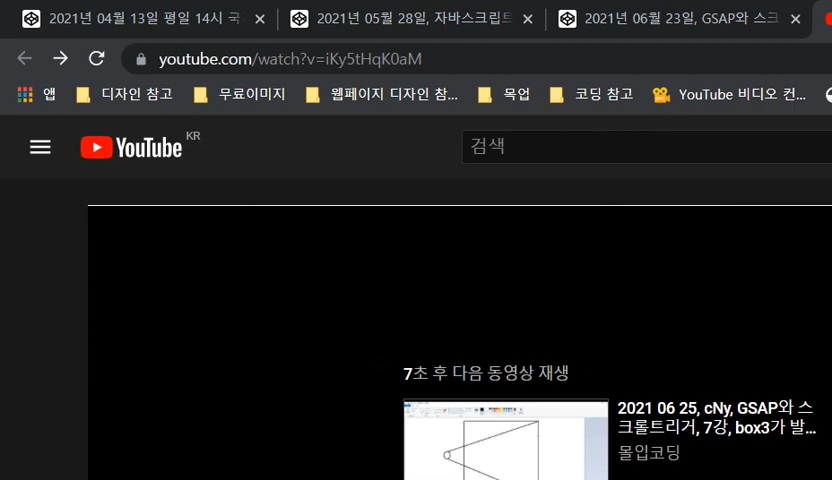 2021년 04월 13일 평일 14시 국
2021년 05월 28일, 자바스크립트
2021년 06월 23일, GSAP와 스크
youtube.com/watch?v=iKy5tHqK0aM
앱 디자인 참고 무료이미지 웹페이지 디자인 참... 목업 코딩 참고 YouTube 비디오 컨...
YouTube KR
검색
7초 후 다음 동영상 재생
2021 06 25, cNy, GSAP와 스
크롤트리거, 7강, box3가 발...
몰입코딩